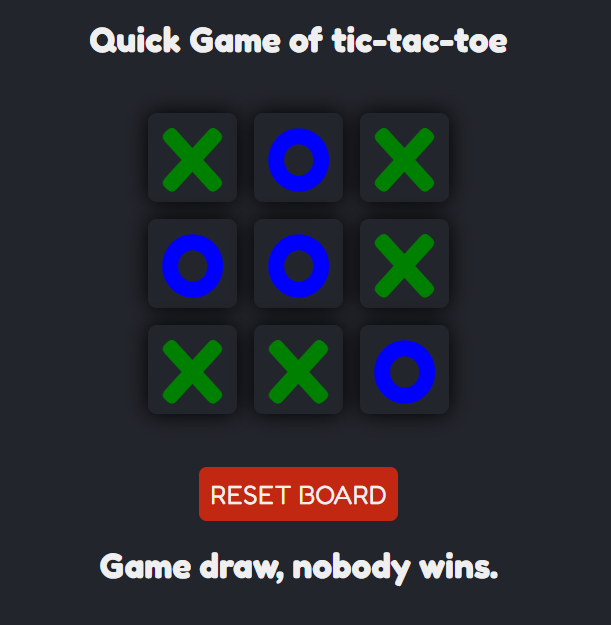 Quick Game of tic-tac-toe
X O X
O O X
X X O
RESET BOARD
Game draw, nobody wins.